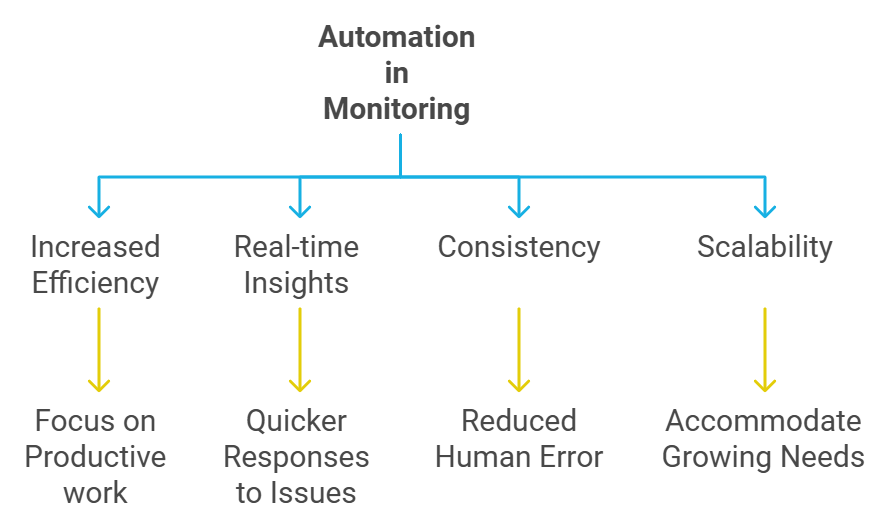 Automation
in
Monitoring
Increased
Efficiency
Real-time
Insights
Consistency
Scalability
Focus on
Productive
work
Quicker
Responses
to Issues
Reduced
Human Error
Accommodate
Growing Needs